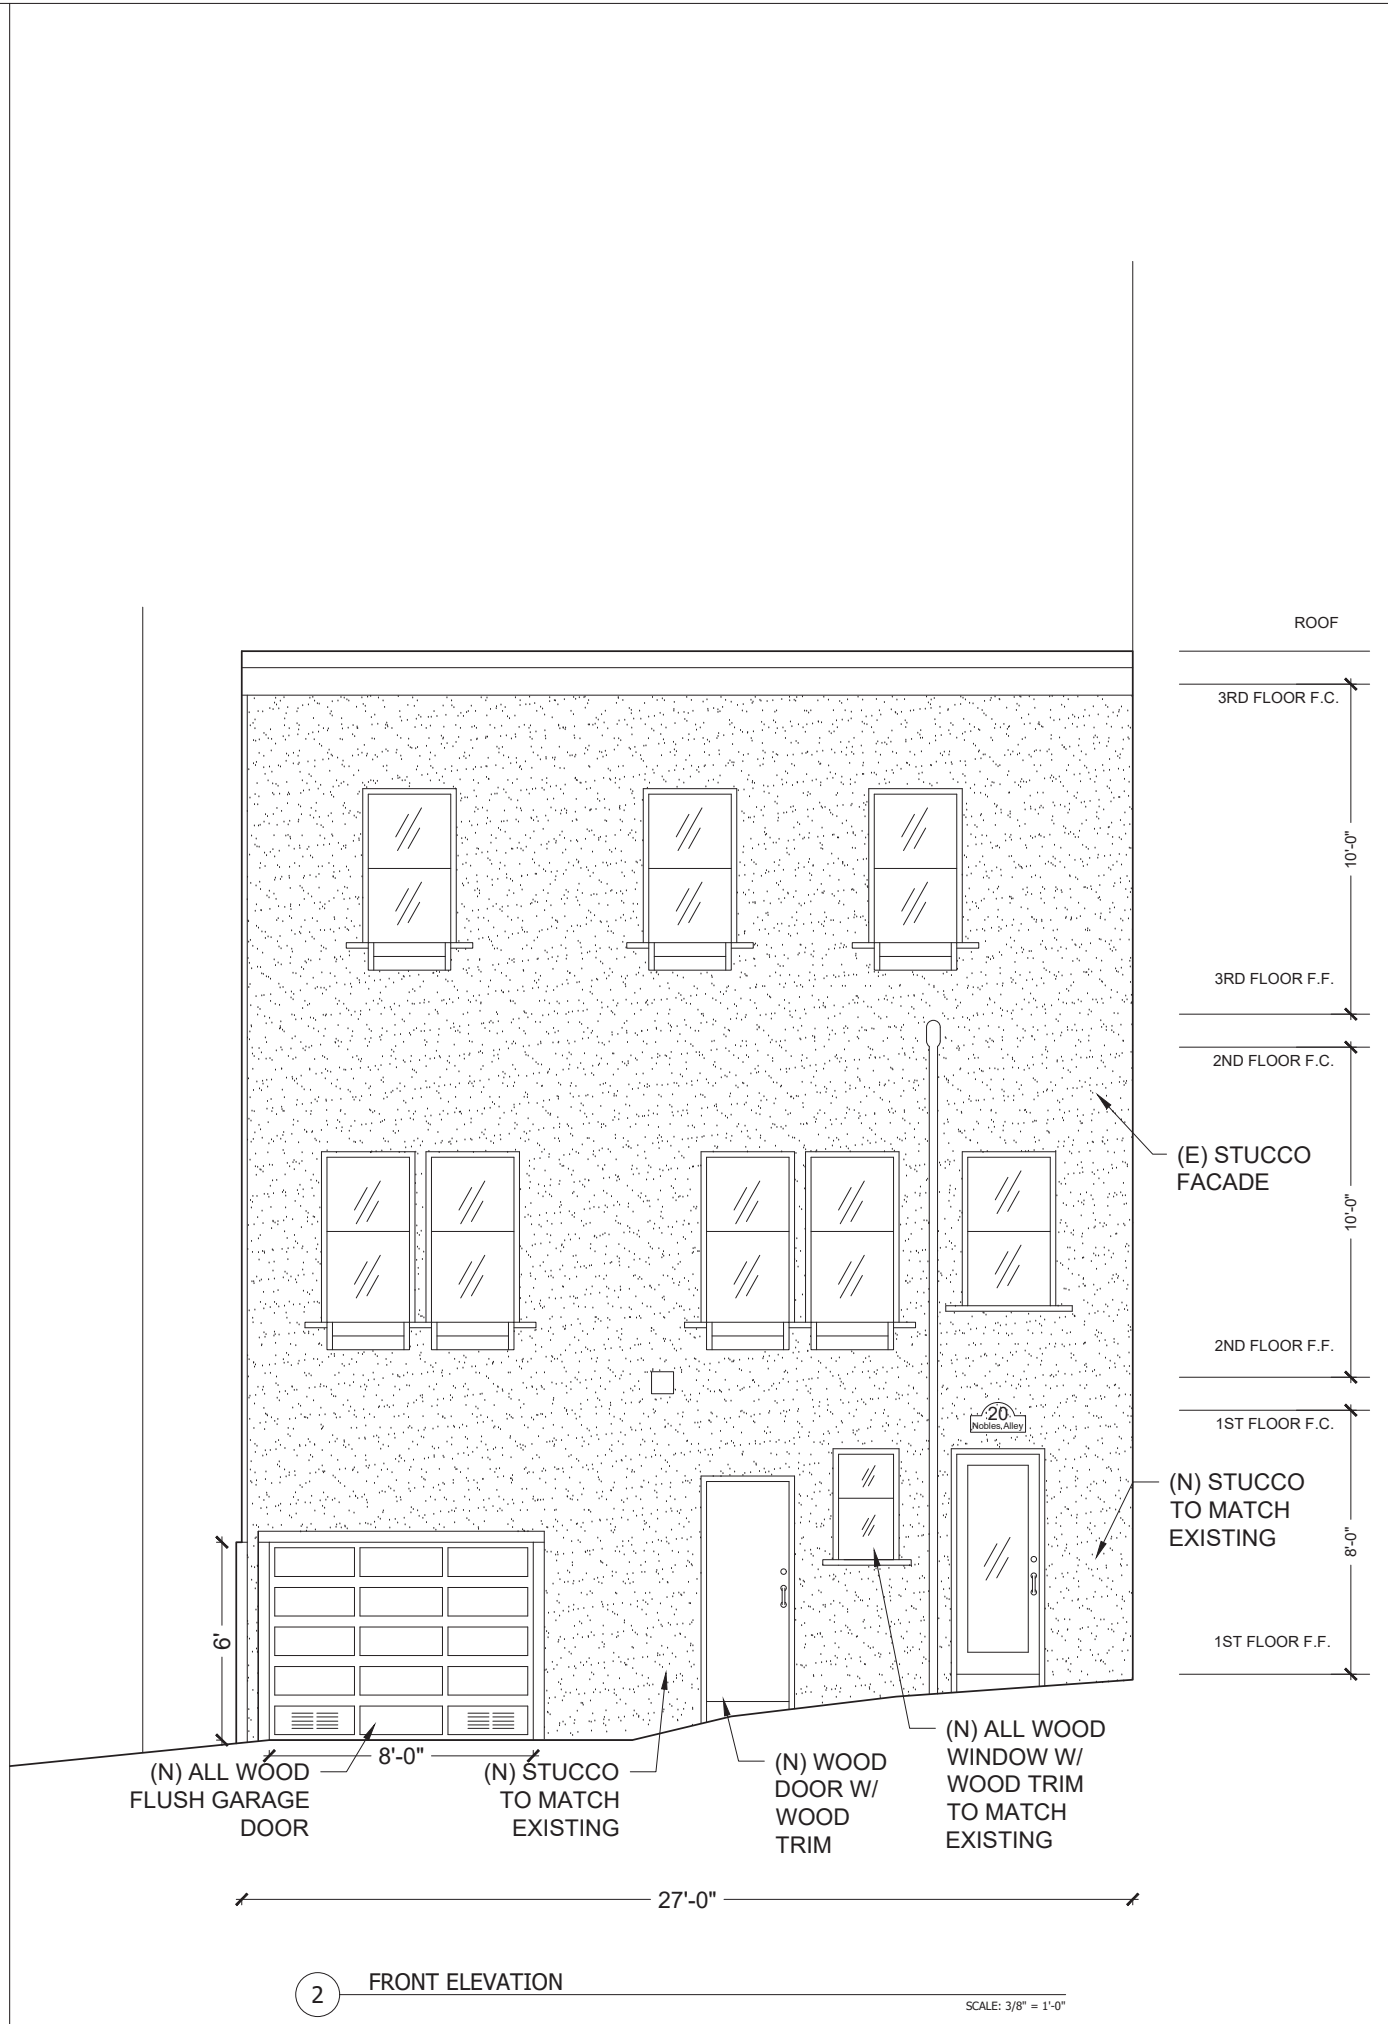 ROOF
3RD FLOOR F.C.
10'-0"
3RD FLOOR F.F.
2ND FLOOR F.C.
(E) STUCCO
FACADE
10'-0"
2ND FLOOR F.F.
20
Nobles Alley
1ST FLOOR F.C.
(N) STUCCO
TO MATCH
EXISTING
8'-0"
6'
1ST FLOOR F.F.
8'-0"
(N) ALL WOOD
FLUSH GARAGE
DOOR
(N) STUCCO
TO MATCH
EXISTING
(N) WOOD
DOOR W/
WOOD
TRIM
(N) ALL WOOD
WINDOW W/
WOOD TRIM
TO MATCH
EXISTING
27'-0"
2
FRONT ELEVATION
SCALE: 3/8" = 1'-0"